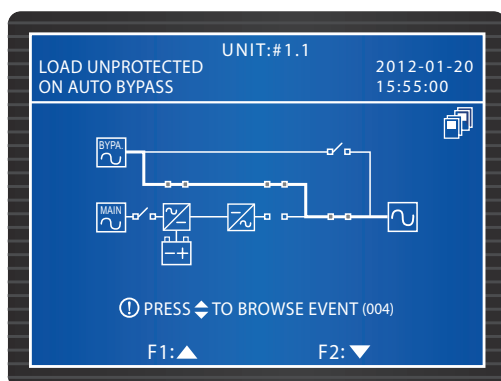 UNIT:#1.1
LOAD UNPROTECTED
ON AUTO BYPASS
2012-01-20
15:55:00
BYPA.
MAIN
! PRESS TO BROWSE EVENT (004)
F1:
F2: